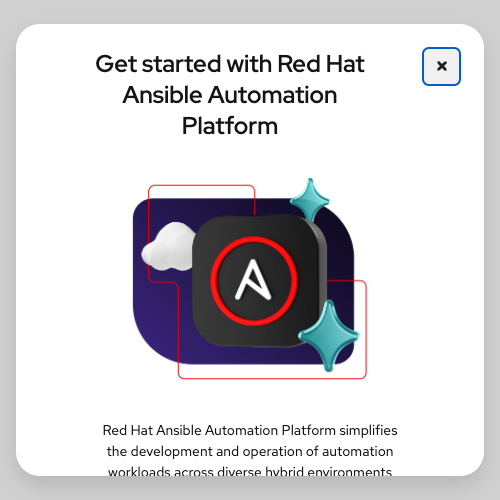 Get started with Red Hat
Ansible Automation
Platform
Red Hat Ansible Automation Platform simplifies
the development and operation of automation
workloads across diverse hybrid environments